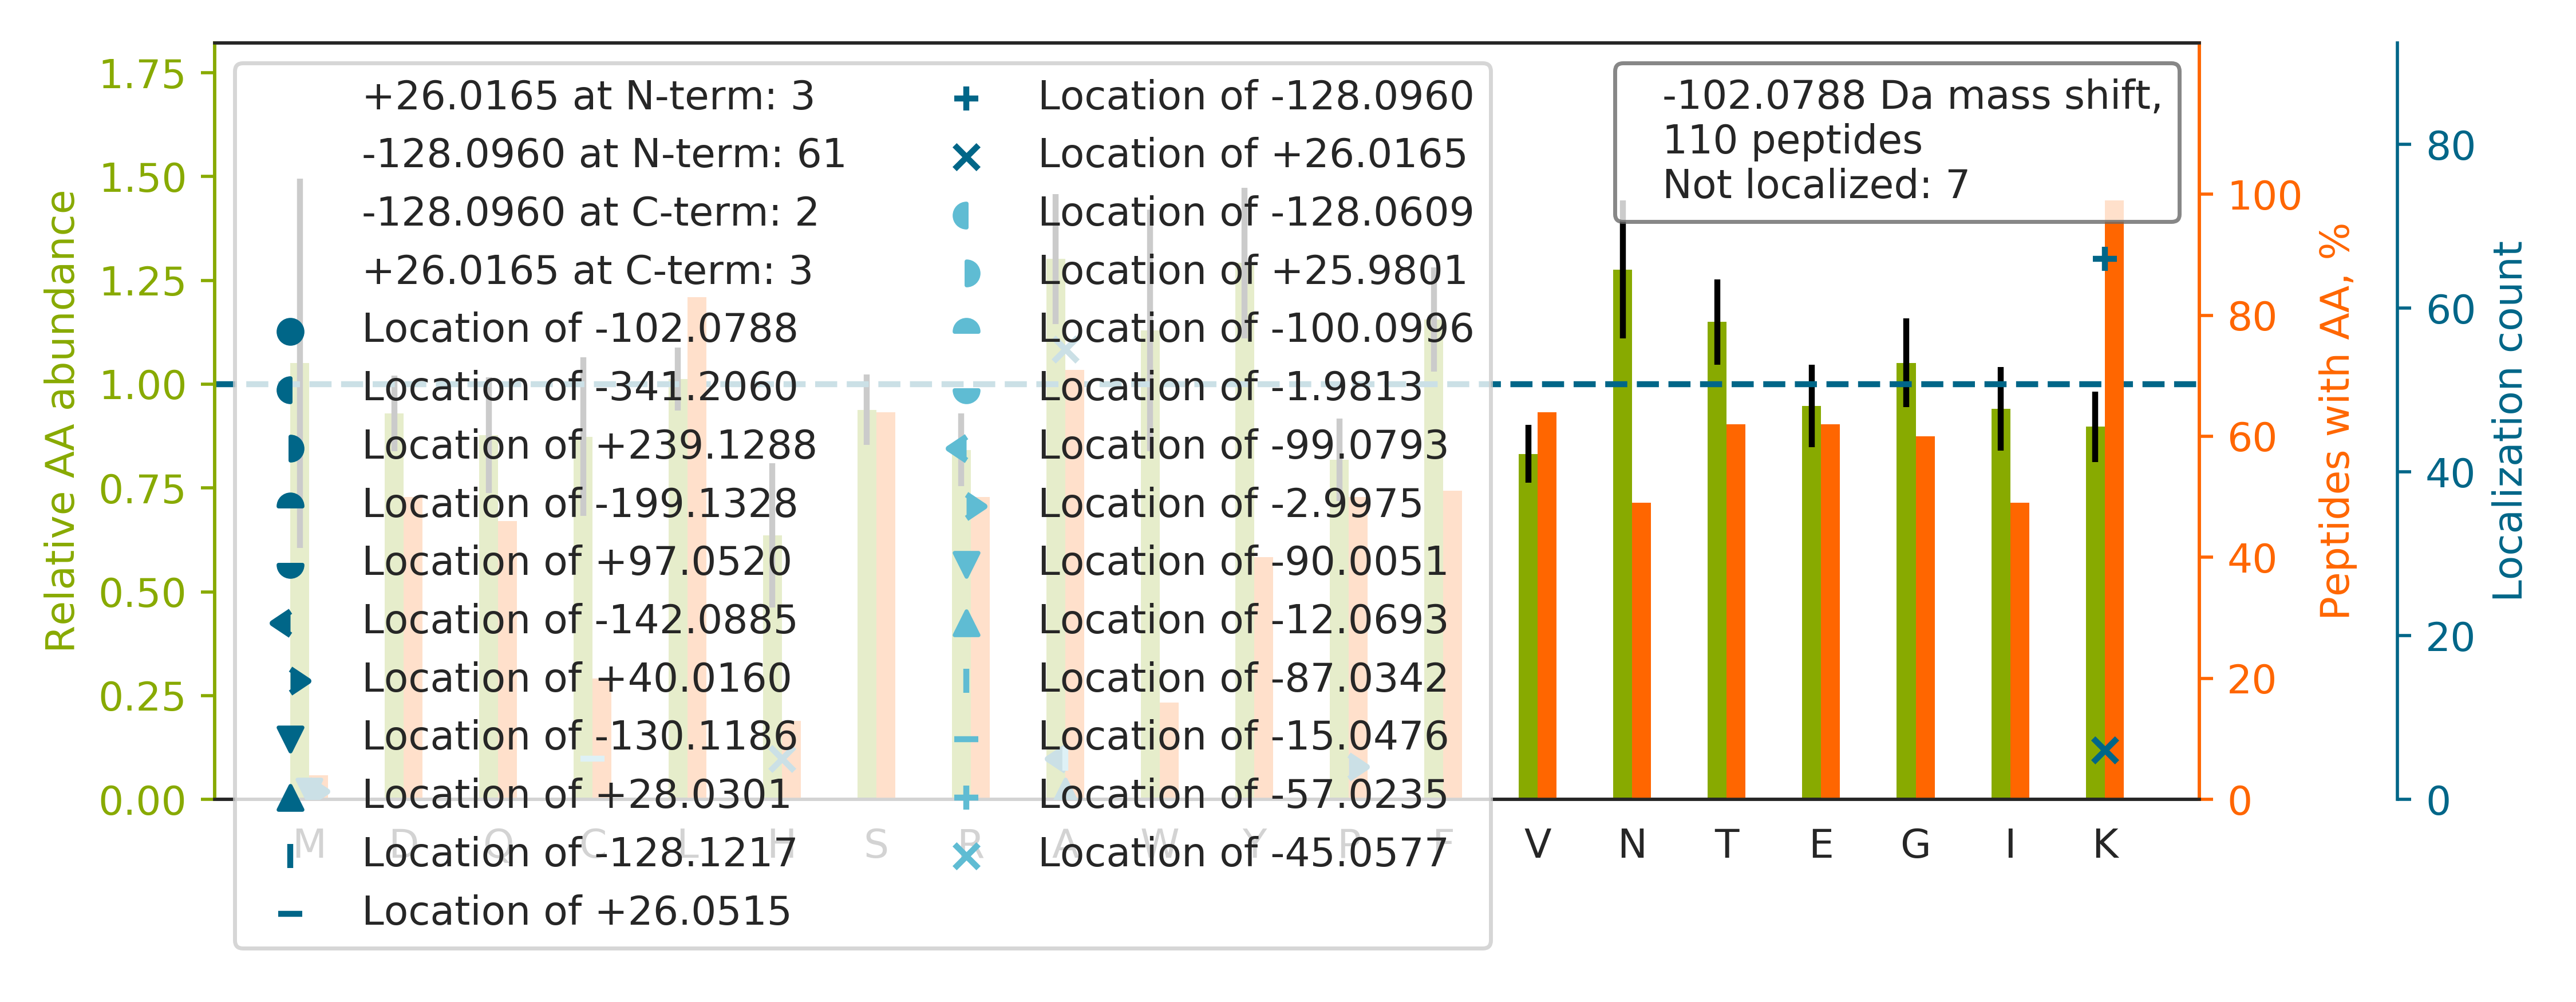 1.75
1.50
1.25
1.00
0.75
0.50
0.25
0.00
Relative AA abundance
+26.0165 at N-term: 3
-128.0960 at N-term: 61
-128.0960 at C-term: 2
+26.0165 at C-term: 3
Location of -102.0788
Location of -341.2060
Location of +239.1288
Location of -199.1328
Location of +97.0520
Location of -142.0885
Location of +40.0160
Location of -130.1186
Location of +28.0301
Location of -128.1217
Location of +26.0515
Location of -128.0960
Location of +26.0165
Location of -128.0609
Location of +25.9801
Location of -100.0996
Location of -1.9813
Location of -99.0793
Location of -2.9975
Location of -90.0051
Location of -12.0693
Location of -87.0342
Location of -15.0476
Location of -57.0235
Location of -45.0577
-102.0788 Da mass shift,
110 peptides
Not localized: 7
M D Q C L H S R A W Y P F V N T E G I K
100
80
60
40
20
0
Peptides with AA, %
80
60
40
20
0
Localization count